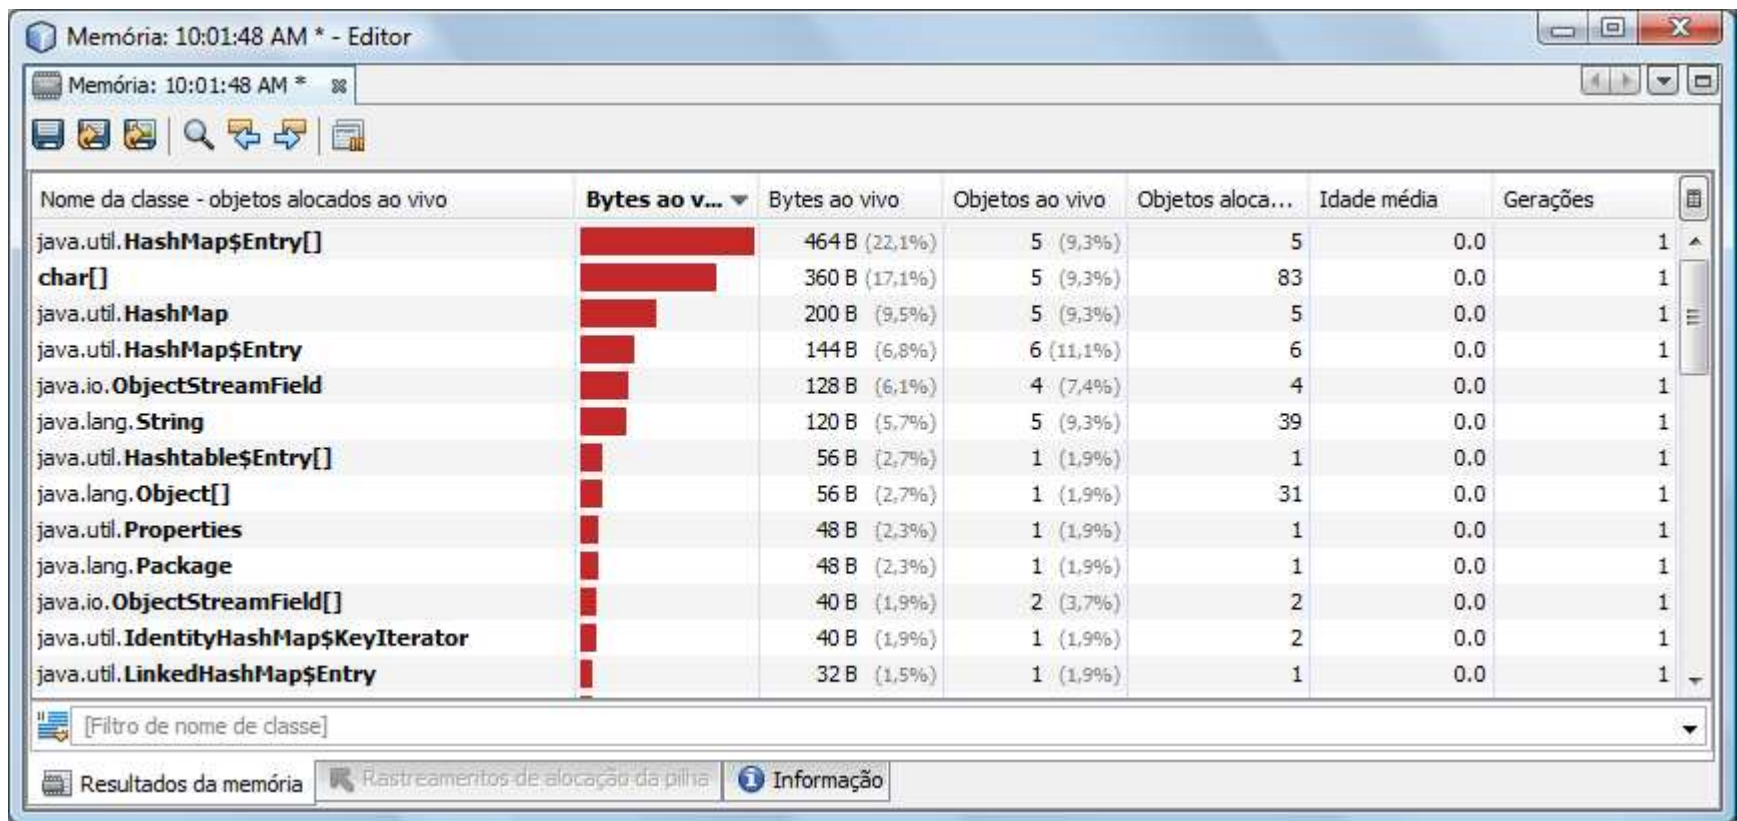 Memória: 10:01:48 AM * - Editor
Memória: 10:01:48 AM *
Nome da classe - objetos alocados ao vivo Bytes ao v... Bytes ao vivo Objetos ao vivo Objetos aloca... Idade média Gerações
java.util.HashMap$Entry[] 464 B (22,1%) 5 (9,3%) 5 0.0 1
char[] 360 B (17,1%) 5 (9,3%) 83 0.0 1
java.util.HashMap 200 B (9,5%) 5 (9,3%) 5 0.0 1
java.util.HashMap$Entry 144 B (6,8%) 6 (11,1%) 6 0.0 1
java.io.ObjectStreamField 128 B (6,1%) 4 (7,4%) 4 0.0 1
java.lang.String 120 B (5,7%) 5 (9,3%) 39 0.0 1
java.util.Hashtable$Entry[] 56 B (2,7%) 1 (1,9%) 1 0.0 1
java.lang.Object[] 56 B (2,7%) 1 (1,9%) 31 0.0 1
java.util.Properties 48 B (2,3%) 1 (1,9%) 1 0.0 1
java.lang.Package 48 B (2,3%) 1 (1,9%) 1 0.0 1
java.io.ObjectStreamField[] 40 B (1,9%) 2 (3,7%) 2 0.0 1
java.util.IdentityHashMap$KeyIterator 40 B (1,9%) 1 (1,9%) 2 0.0 1
java.util.LinkedHashMap$Entry 32 B (1,5%) 1 (1,9%) 1 0.0 1
[Filtro de nome de classe]
Resultados da memória Rastreamentos de alocação da pilha Informação